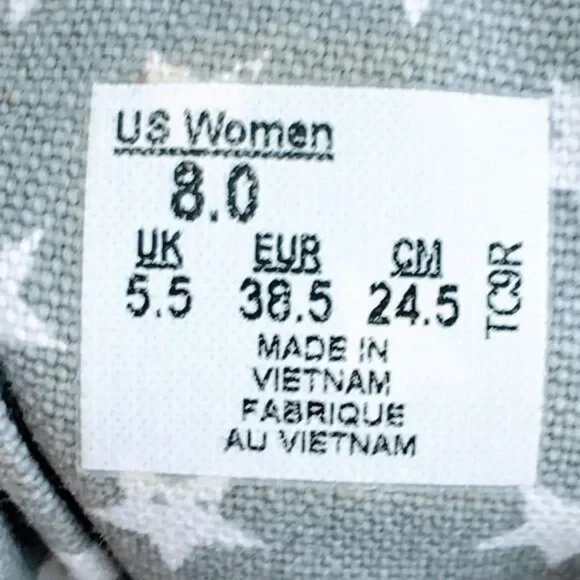 US Women
8.0
UK EUR CM
5.5 38.5 24.5
TC9R
MADE IN
VIETNAM
FABRIQUE
AU VIETNAM